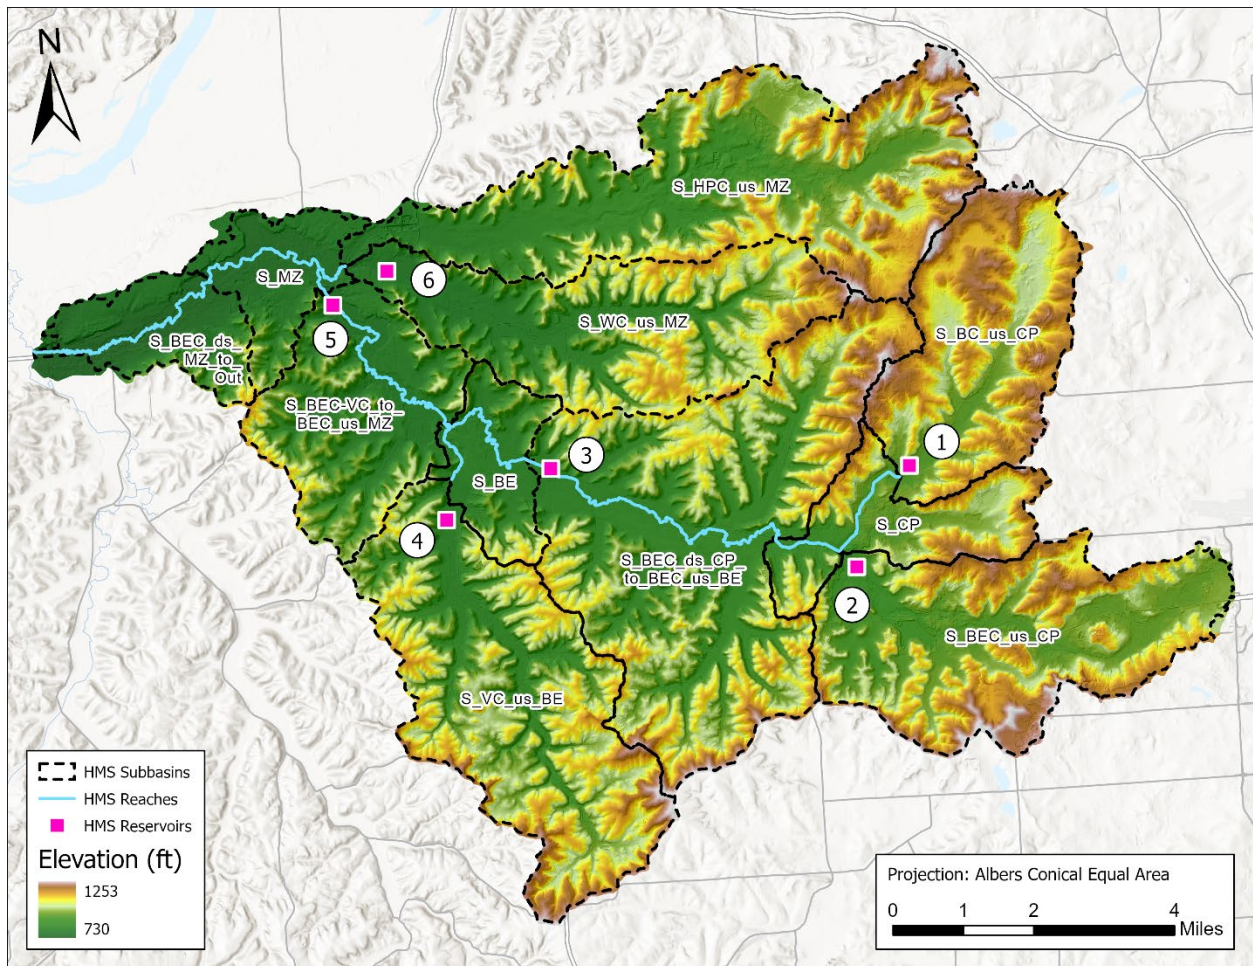 N
S_HPC_us_MZ
S_MZ
6
S_WC_us_MZ
S_BC_us_CP
5
S_BEC_ds_
MZ_to_
Out
S_BEC-VC_to_
BEC_us_MZ
3
1
S_BE
S_CP
4
S_BEC_ds_CP_
to_BEC_us_BE
2
S_BEC_us_CP
S_VC_us_BE
HMS Subbasins
HMS Reaches
HMS Reservoirs
Elevation (ft)
1253
730
Projection: Albers Conical Equal Area
0 1 2 4
Miles